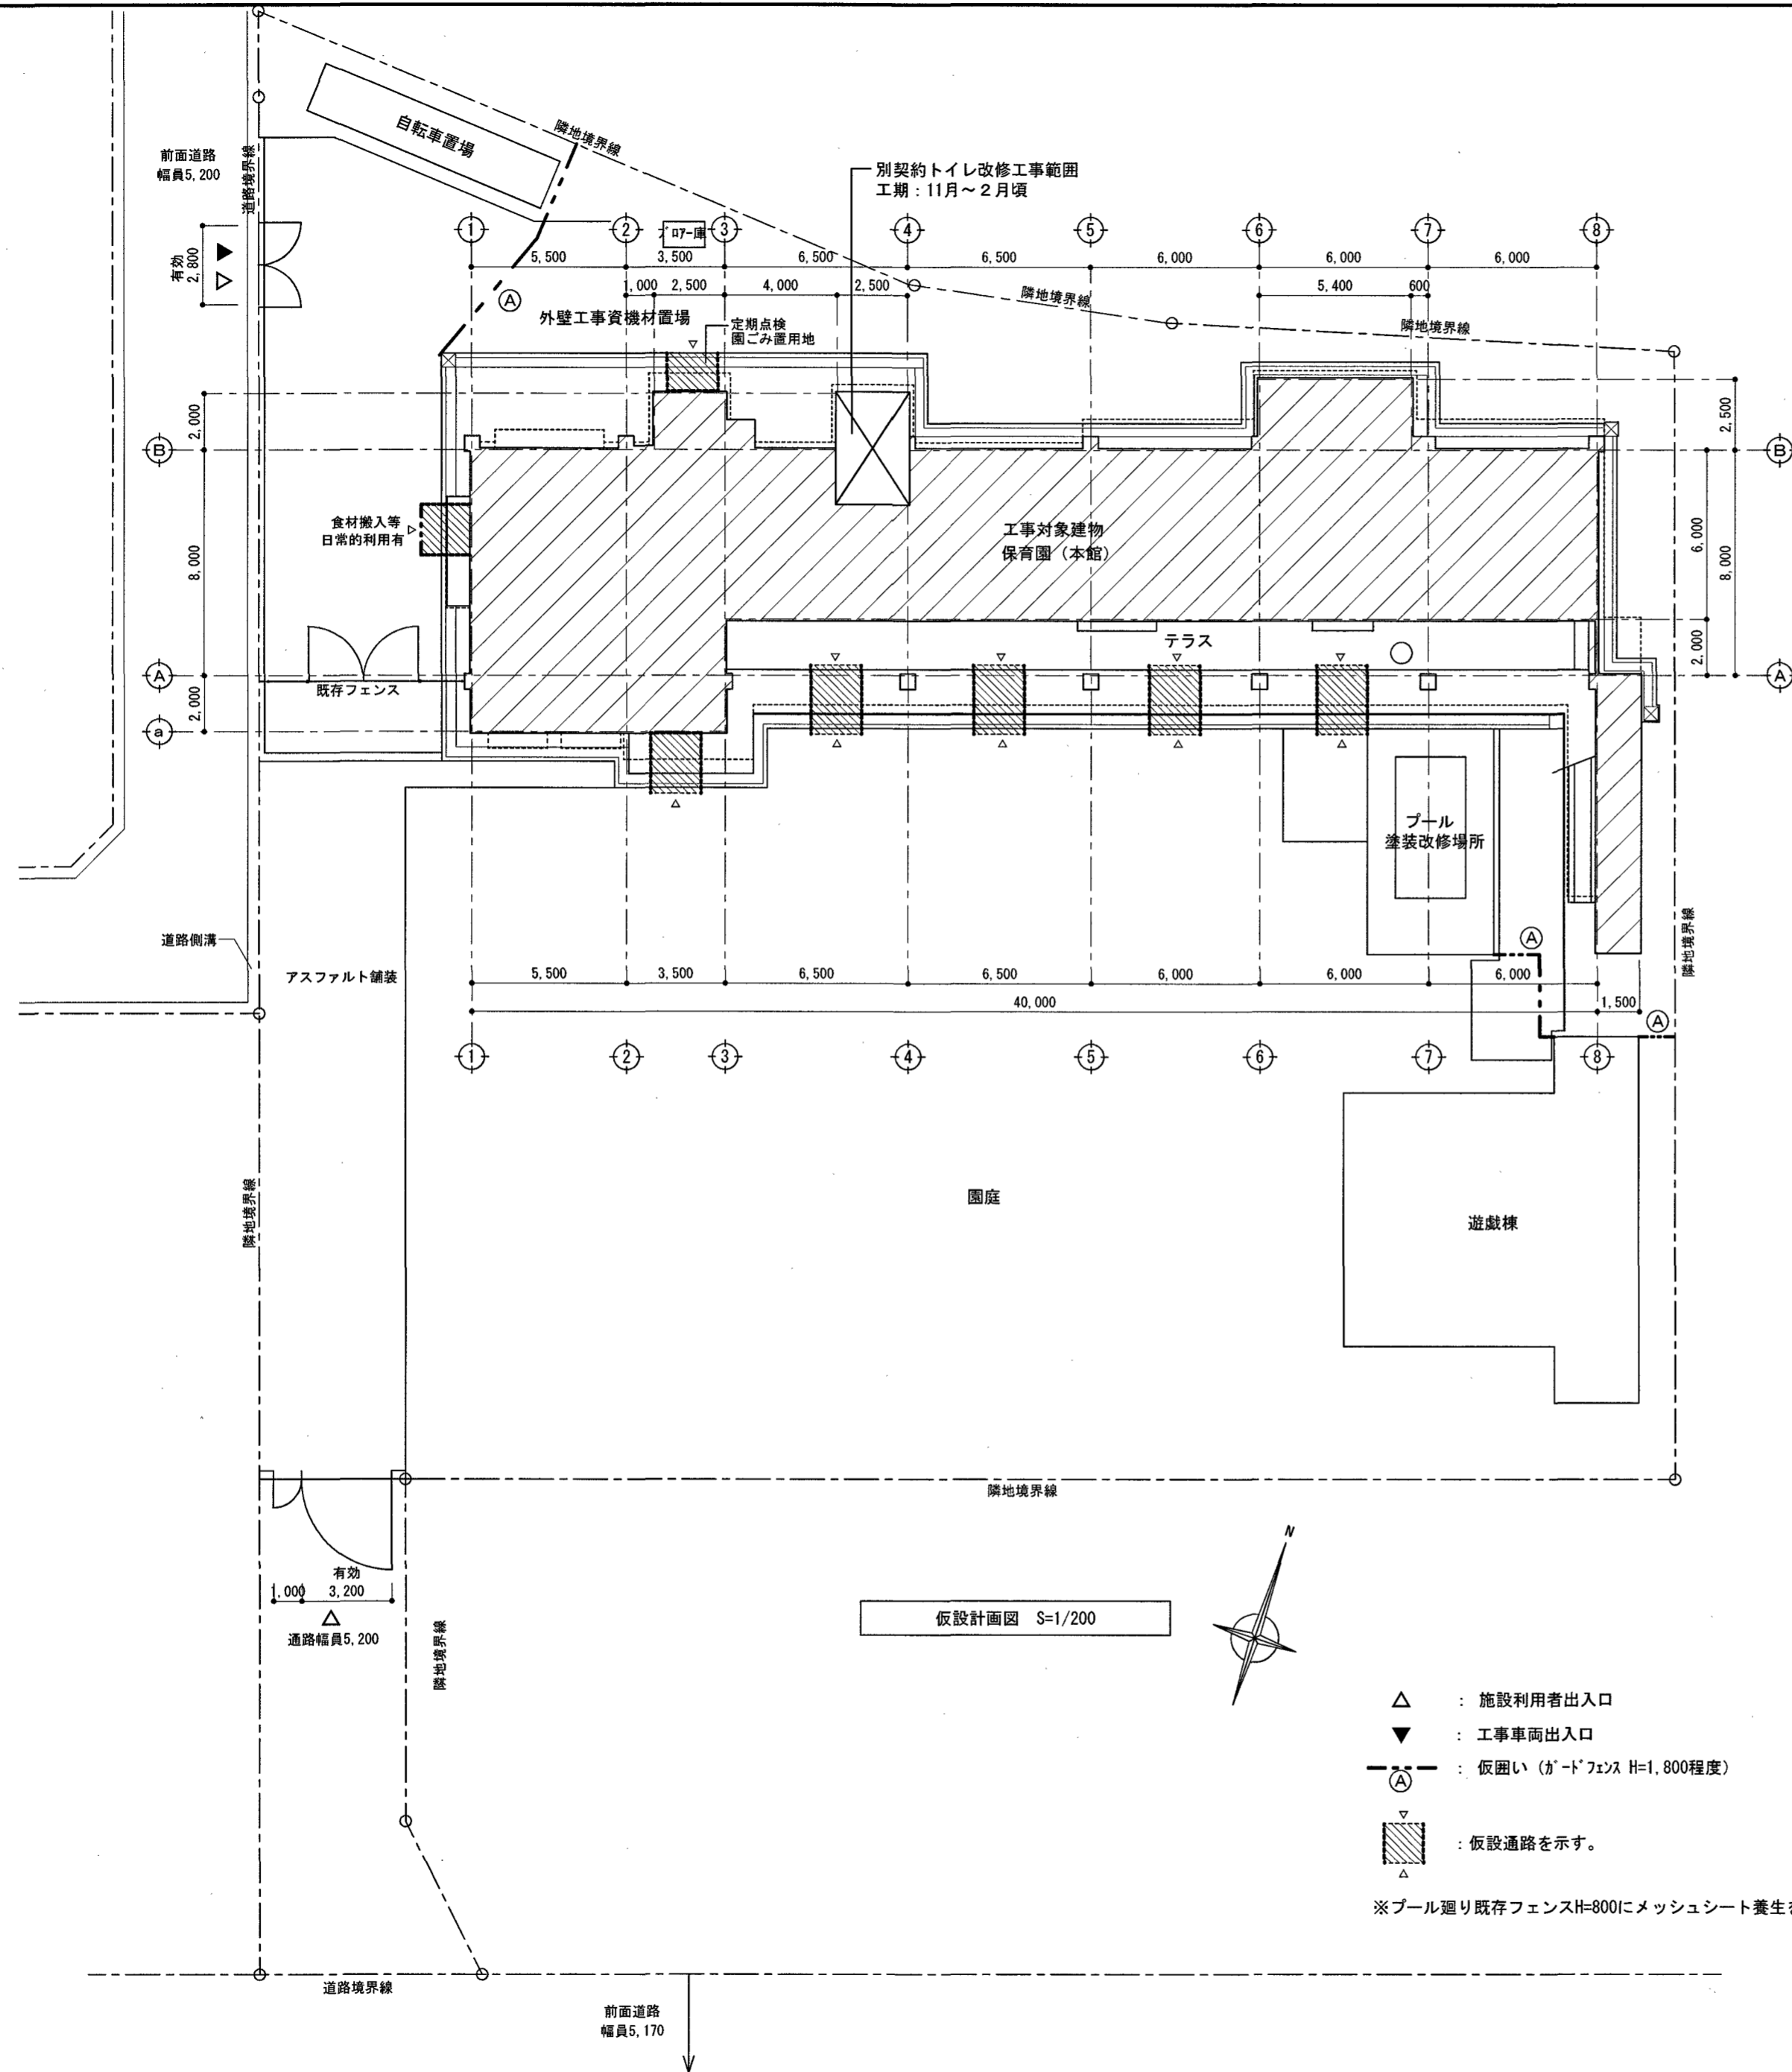 自転車置場
隣地境界線
前面道路
幅員5,200
道路境界線
有効
2,800
別契約トイレ改修工事範囲
工期：11月～２月頃
1
2
3
4
5
6
7
8
5,500
3,500
6,500
6,500
6,000
6,000
6,000
1,000
2,500
4,000
2,500
5,400
600
隣地境界線
隣地境界線
A
外壁工事資機材置場
定期点検
園ごみ置用地
2,000
8,000
2,000
B
A
a
2,500
6,000
8,000
2,000
B
A
食材搬入等
日常的利用有
工事対象建物
保育園（本館）
テラス
既存フェンス
プール
塗装改修場所
道路側溝
アスファルト舗装
A
隣地境界線
5,500
3,500
6,500
6,500
6,000
6,000
6,000
40,000
1,500
A
1
2
3
4
5
6
7
8
隣地境界線
園庭
遊戯棟
隣地境界線
有効
1,000
3,200
通路幅員5,200
隣地境界線
仮設計画図　S=1/200
N
△　：施設利用者出入口
▼　：工事車両出入口
：仮囲い（ｶﾞｰﾄﾞﾌｪﾝｽ H=1,800程度）
A
：仮設通路を示す。
※プール廻り既存フェンスH=800にメッシュシート養生
道路境界線
前面道路
幅員5,170